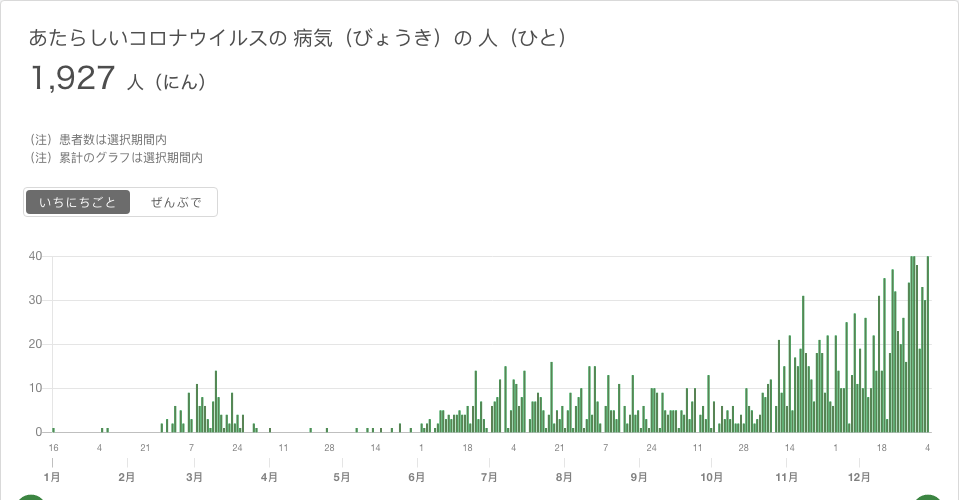 あたらしいコロナウイルスの 病気（びょうき）の 人（ひと）
1,927 人（にん）
（注）患者数は選択期間内
（注）累計のグラフは選択期間内
いちにちごと ぜんぶで
40
30
20
10
0
16 4 21 7 24 11 28 14 1 17 4 21 7 24 11 28 14 1 18 4
1月 2月 3月 4月 5月 6月 7月 8月 9月 10月 11月 12月